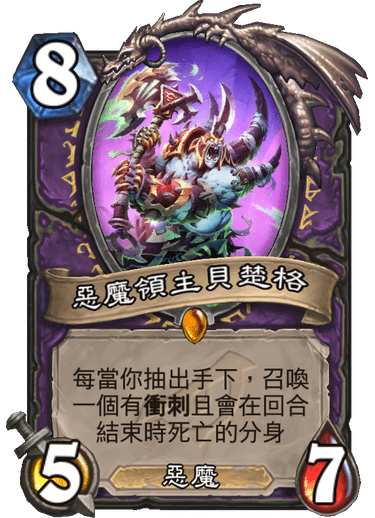 8
惡魔領主貝楚格
每當你抽出手下，召喚
一個有衝刺且會在回合
結束時死亡的分身
5
惡魔
7